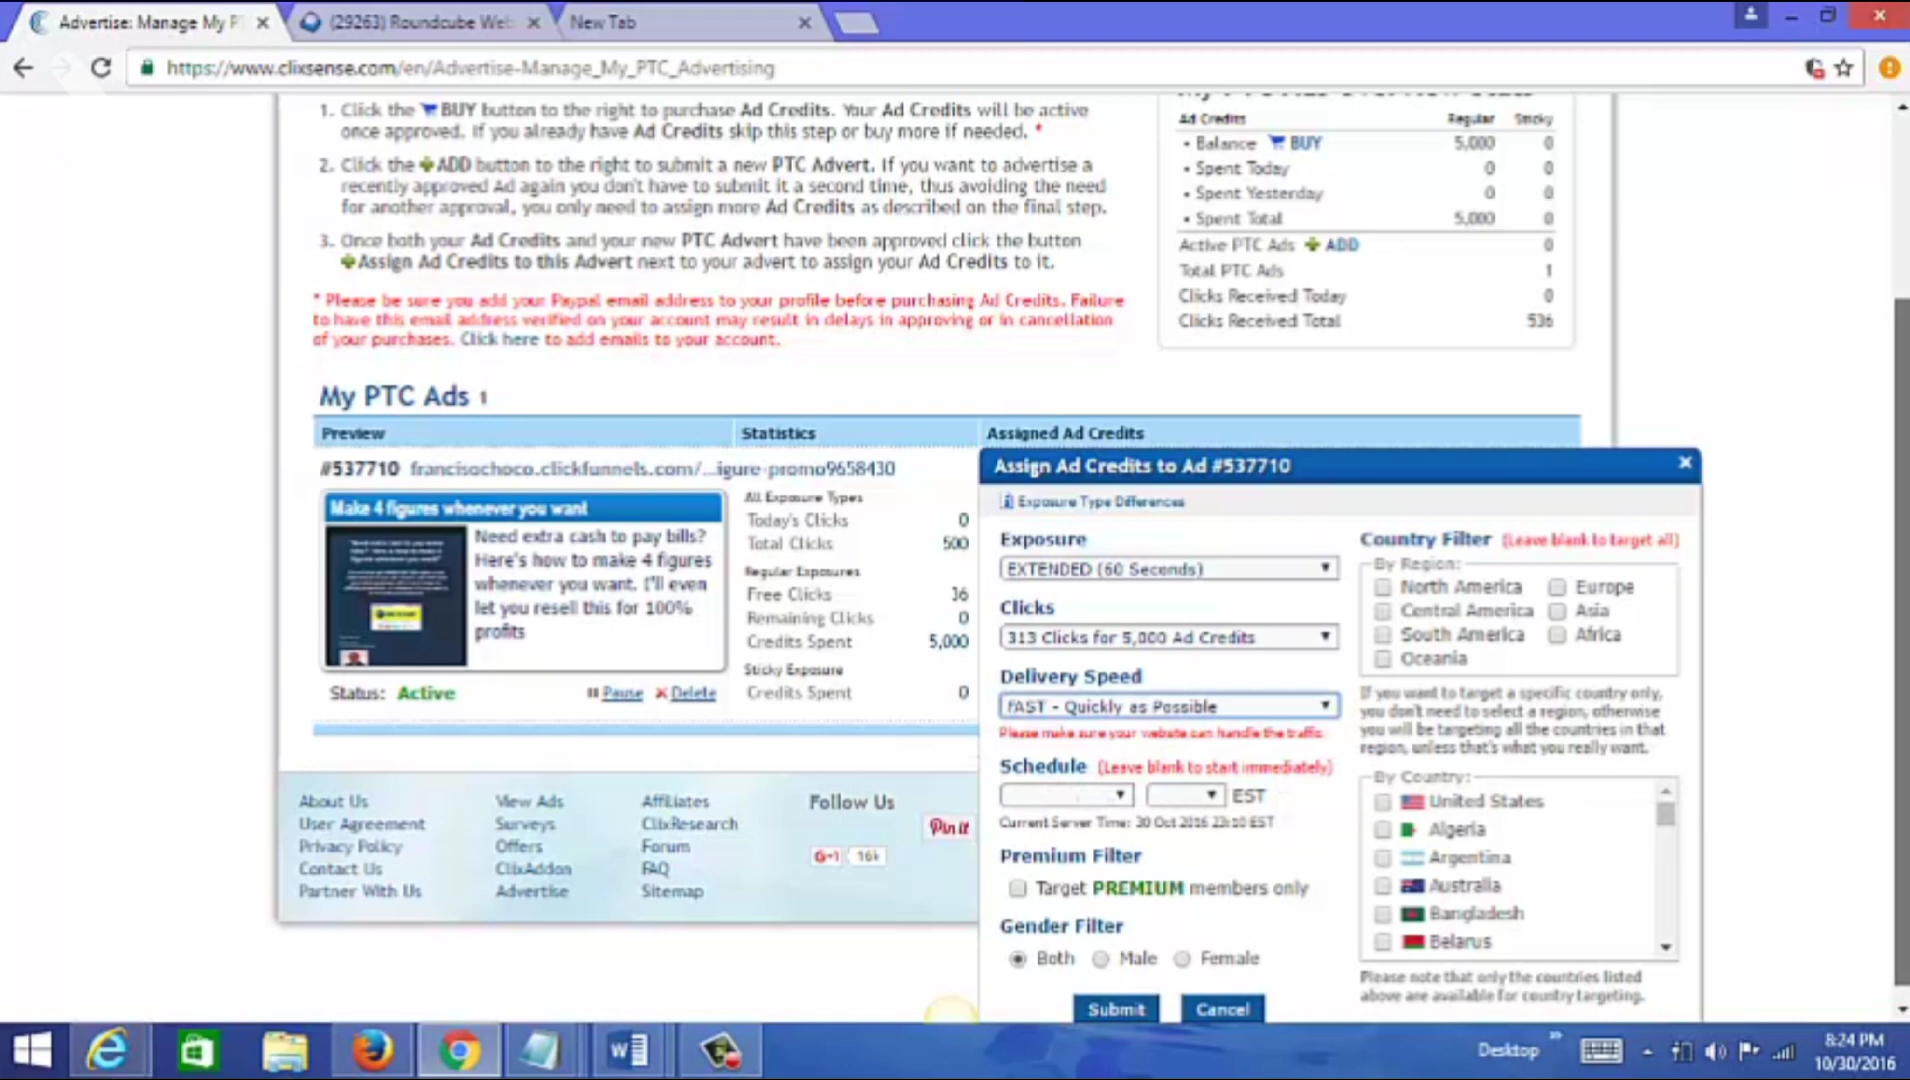 Advertise: Manage My P
(29263) Roundcube Web
New Tab
https://www.clixsense.com/en/Advertise-Manage_My_PTC_Advertising
1. Click the BUY button to the right to purchase Ad Credits. Your Ad Credits will be active
once approved. If you already have Ad Credits skip this step or buy more if needed. *
2. Click the ADD button to the right to submit a new PTC Advert. If you want to advertise a
recently approved Ad again you don't have to submit it a second time, thus avoiding the need
for another approval, you only need to assign more Ad Credits as described on the final step.
3. Once both your Ad Credits and your new PTC Advert have been approved click the button
Assign Ad Credits to this Advert next to your advert to assign your Ad Credits to it.
* Please be sure you add your Paypal email address to your profile before purchasing Ad Credits. Failure
to have this email address verified on your account may result in delays in approving or in cancellation
of your purchases. Click here to add emails to your account.
Ad Credits Regular Sticky
• Balance BUY 5,000 0
• Spent Today 0 0
• Spent Yesterday 0 0
• Spent Total 5,000 0
Active PTC Ads ADD 0
Total PTC Ads 1
Clicks Received Today 0
Clicks Received Total 536
My PTC Ads 1
Preview Statistics Assigned Ad Credits
#537710 francisochoco.clickfunnels.com/...igure-promo9658430
Make 4 figures whenever you want
Need extra cash to pay bills?
Here's how to make 4 figures
whenever you want. I'll even
let you resell this for 100%
profits
Status: Active
Pause Delete
All Exposure Types
Today's Clicks 0
Total Clicks 500
Regular Exposures
Free Clicks 36
Remaining Clicks 0
Credits Spent 5,000
Sticky Exposure
Credits Spent 0
Assign Ad Credits to Ad #537710
Exposure Type Differences
Exposure
EXTENDED (60 Seconds)
Clicks
313 Clicks for 5,000 Ad Credits
Delivery Speed
FAST - Quickly as Possible
Please make sure your website can handle the traffic.
Schedule (Leave blank to start immediately)
EST
Current Server Time: 30 Oct 2016 23:10 EST
Premium Filter
Target PREMIUM members only
Gender Filter
Both Male Female
Submit Cancel
Country Filter (Leave blank to target all)
By Region:
North America Europe
Central America Asia
South America Africa
Oceania
If you want to target a specific country only,
you don't need to select a region, otherwise
you will be targeting all the countries in that
region, unless that's what you really want.
By Country:
United States
Algeria
Argentina
Australia
Bangladesh
Belarus
Please note that only the countries listed
above are available for country targeting.
About Us View Ads Affiliates
User Agreement Surveys ClixResearch
Privacy Policy Offers Forum
Contact Us ClixAddon FAQ
Partner With Us Advertise Sitemap
Follow Us
Pin it
G+1 16k
Desktop
8:24 PM
10/30/2016